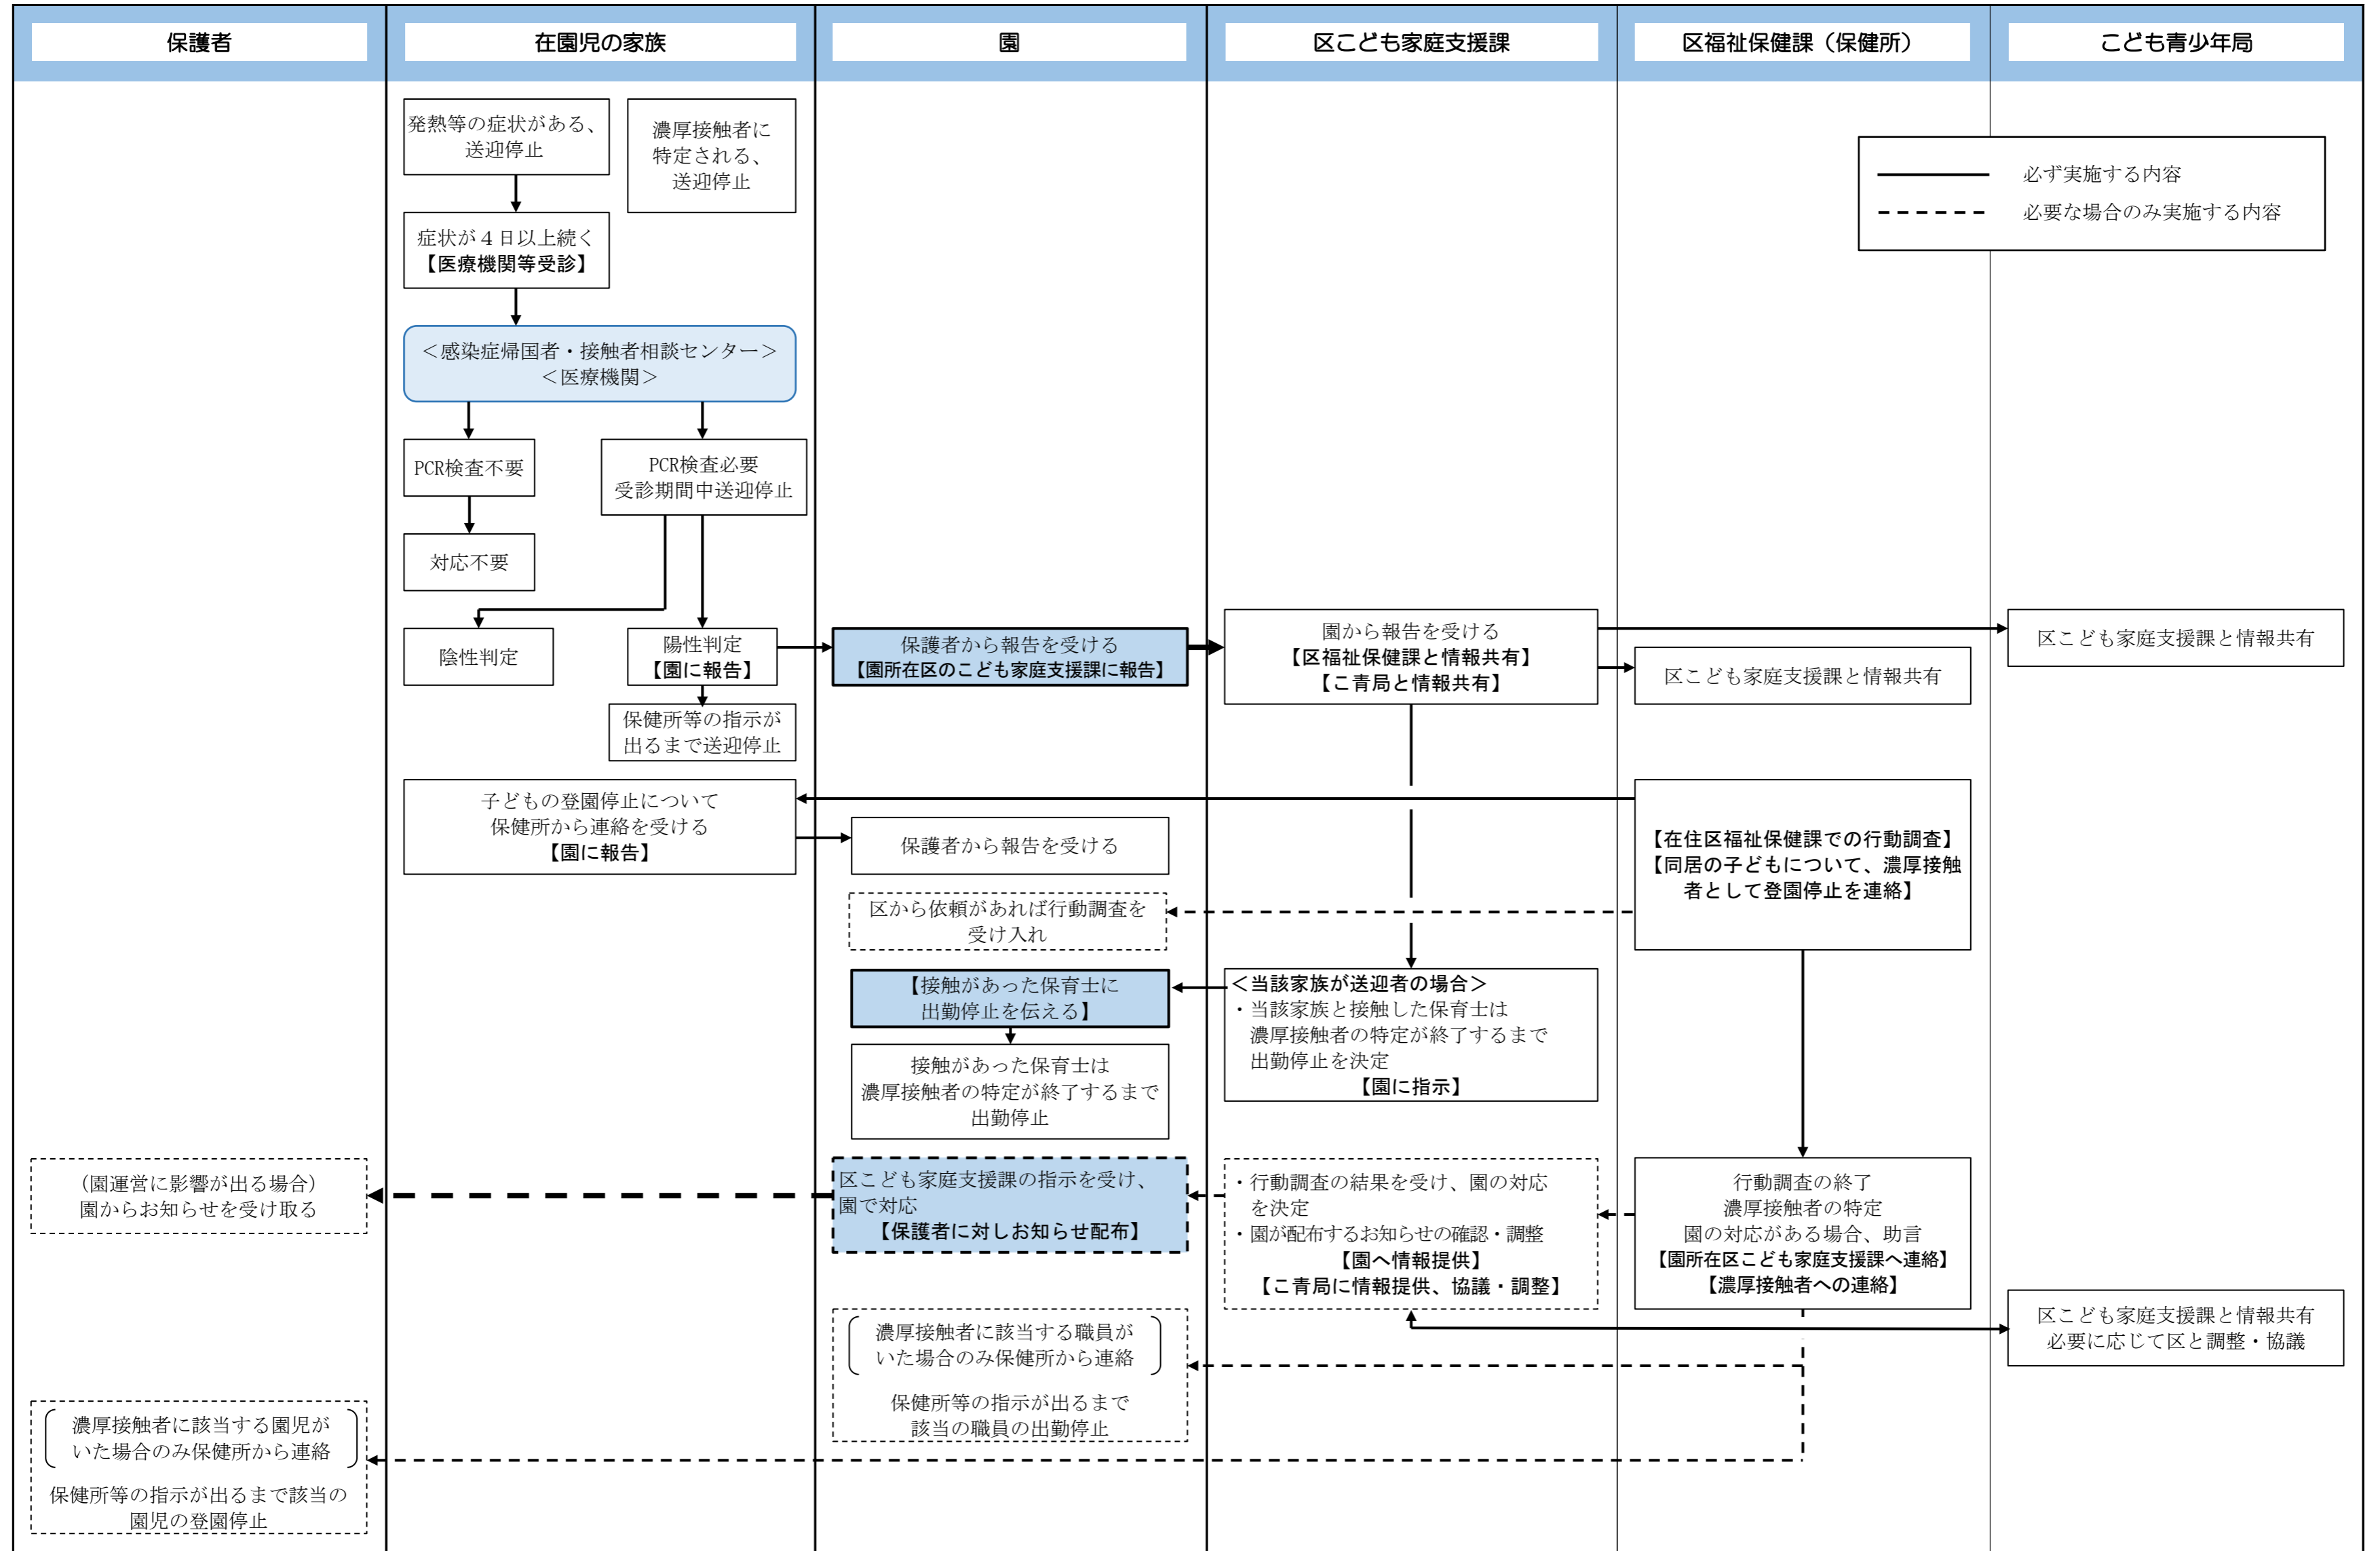 保護者
在園児の家族
園
区こども家庭支援課
区福祉保健課（保健所）
こども青少年局
発熱等の症状がある、
送迎停止
濃厚接触者に
特定される、
送迎停止
必ず実施する内容
必要な場合のみ実施する内容
症状が４日以上続く
【医療機関等受診】
＜感染症帰国者・接触者相談センター＞
＜医療機関＞
PCR検査不要
PCR検査必要
受診期間中送迎停止
対応不要
陰性判定
陽性判定
【園に報告】
保護者から報告を受ける
【園所在区のこども家庭支援課に報告】
園から報告を受ける
【区福祉保健課と情報共有】
【こ青局と情報共有】
区こども家庭支援課と情報共有
区こども家庭支援課と情報共有
保健所等の指示が
出るまで送迎停止
子どもの登園停止について
保健所から連絡を受ける
【園に報告】
保護者から報告を受ける
【在住区福祉保健課での行動調査】
【同居の子どもについて、濃厚接触
者として登園停止を連絡】
区から依頼があれば行動調査を
受け入れ
【接触があった保育士に
出勤停止を伝える】
＜当該家族が送迎者の場合＞
・当該家族と接触した保育士は
濃厚接触者の特定が終了するまで
出勤停止を決定
【園に指示】
接触があった保育士は
濃厚接触者の特定が終了するまで
出勤停止
（園運営に影響が出る場合）
園からお知らせを受け取る
区こども家庭支援課の指示を受け、
園で対応
【保護者に対しお知らせ配布】
・行動調査の結果を受け、園の対応
を決定
・園が配布するお知らせの確認・調整
【園へ情報提供】
【こ青局に情報提供、協議・調整】
行動調査の終了
濃厚接触者の特定
園の対応がある場合、助言
【園所在区こども家庭支援課へ連絡】
【濃厚接触者への連絡】
区こども家庭支援課と情報共有
必要に応じて区と調整・協議
濃厚接触者に該当する職員が
いた場合のみ保健所から連絡
保健所等の指示が出るまで
該当の職員の出勤停止
濃厚接触者に該当する園児が
いた場合のみ保健所から連絡
保健所等の指示が出るまで該当の
園児の登園停止